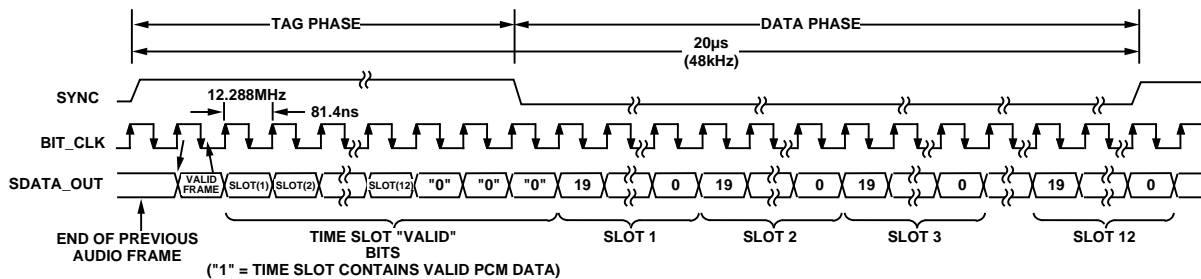 TAG PHASE DATA PHASE
20µs
(48kHz)
SYNC
12.288MHz 81.4ns
BIT_CLK
SDATA_OUT VALID FRAME SLOT(1) SLOT(2) SLOT(12) "0" "0" "0" 19 0 19 0 19 0 19 0
END OF PREVIOUS
AUDIO FRAME
TIME SLOT "VALID"
BITS
("1" = TIME SLOT CONTAINS VALID PCM DATA)
SLOT 1 SLOT 2 SLOT 3 SLOT 12